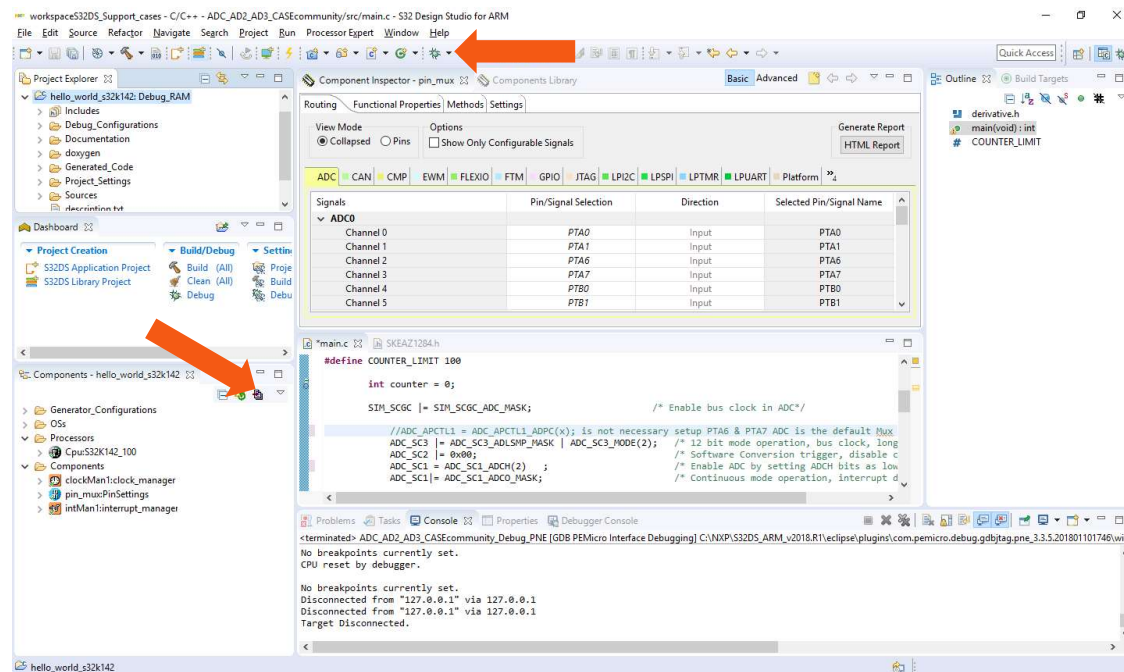 workspaceS32DS_Support_cases - C/C++ - ADC_AD2_AD3_CASEcommunity/src/main.c - S32 Design Studio for ARM
File Edit Source Refactor Navigate Search Project Run Processor Expert Window Help
Quick Access
Project Explorer
hello_world_s32k142: Debug_RAM
Includes
Debug_Configurations
Documentation
doxygen
Generated_Code
Project_Settings
Sources
description.txt
Dashboard
Project Creation
S32DS Application Project
S32DS Library Project
Build/Debug
Build (All)
Clean (All)
Debug
Settin
Proje
Build
Debu
Components - hello_world_s32k142
Generator_Configurations
OSs
Processors
Cpu:S32K142_100
Components
clockMan1:clock_manager
pin_mux:PinSettings
intMan1:interrupt_manager
Component Inspector - pin_mux Components Library Basic Advanced
Routing Functional Properties Methods Settings
View Mode Options Generate Report
Collapsed Pins Show Only Configurable Signals HTML Report
ADC CAN CMP EWM FLEXIO FTM GPIO JTAG LPI2C LPSPI LPTMR LPUART Platform »4
Signals Pin/Signal Selection Direction Selected Pin/Signal Name
ADC0
Channel 0 PTA0 Input PTA0
Channel 1 PTA1 Input PTA1
Channel 2 PTA6 Input PTA6
Channel 3 PTA7 Input PTA7
Channel 4 PTB0 Input PTB0
Channel 5 PTB1 Input PTB1
*main.c SKEAZ1284.h
#define COUNTER_LIMIT 100
int counter = 0;
SIM_SCGC |= SIM_SCGC_ADC_MASK; /* Enable bus clock in ADC*/
//ADC_APCTL1 = ADC_APCTL1_ADPC(x); is not necessary setup PTA6 & PTA7 ADC is the default Mux
ADC_SC3 |= ADC_SC3_ADLSMP_MASK | ADC_SC3_MODE(2); /* 12 bit mode operation, bus clock, long
ADC_SC2 |= 0x00; /* Software Conversion trigger, disable c
ADC_SC1 = ADC_SC1_ADCH(2) ; /* Enable ADC by setting ADCH bits as low
ADC_SC1|= ADC_SC1_ADCO_MASK; /* Continuous mode operation, interrupt d
Problems Tasks Console Properties Debugger Console
<terminated> ADC_AD2_AD3_CASEcommunity_Debug_PNE [GDB PEMicro Interface Debugging] C:\NXP\S32DS_ARM_v2018.R1\eclipse\plugins\com.pemicro.debug.gdbjtag.pne_3.3.5.201801101746\wi
No breakpoints currently set.
CPU reset by debugger.
No breakpoints currently set.
Disconnected from "127.0.0.1" via 127.0.0.1
Disconnected from "127.0.0.1" via 127.0.0.1
Target Disconnected.
Outline Build Targets
derivative.h
main(void) : int
COUNTER_LIMIT
hello_world_s32k142